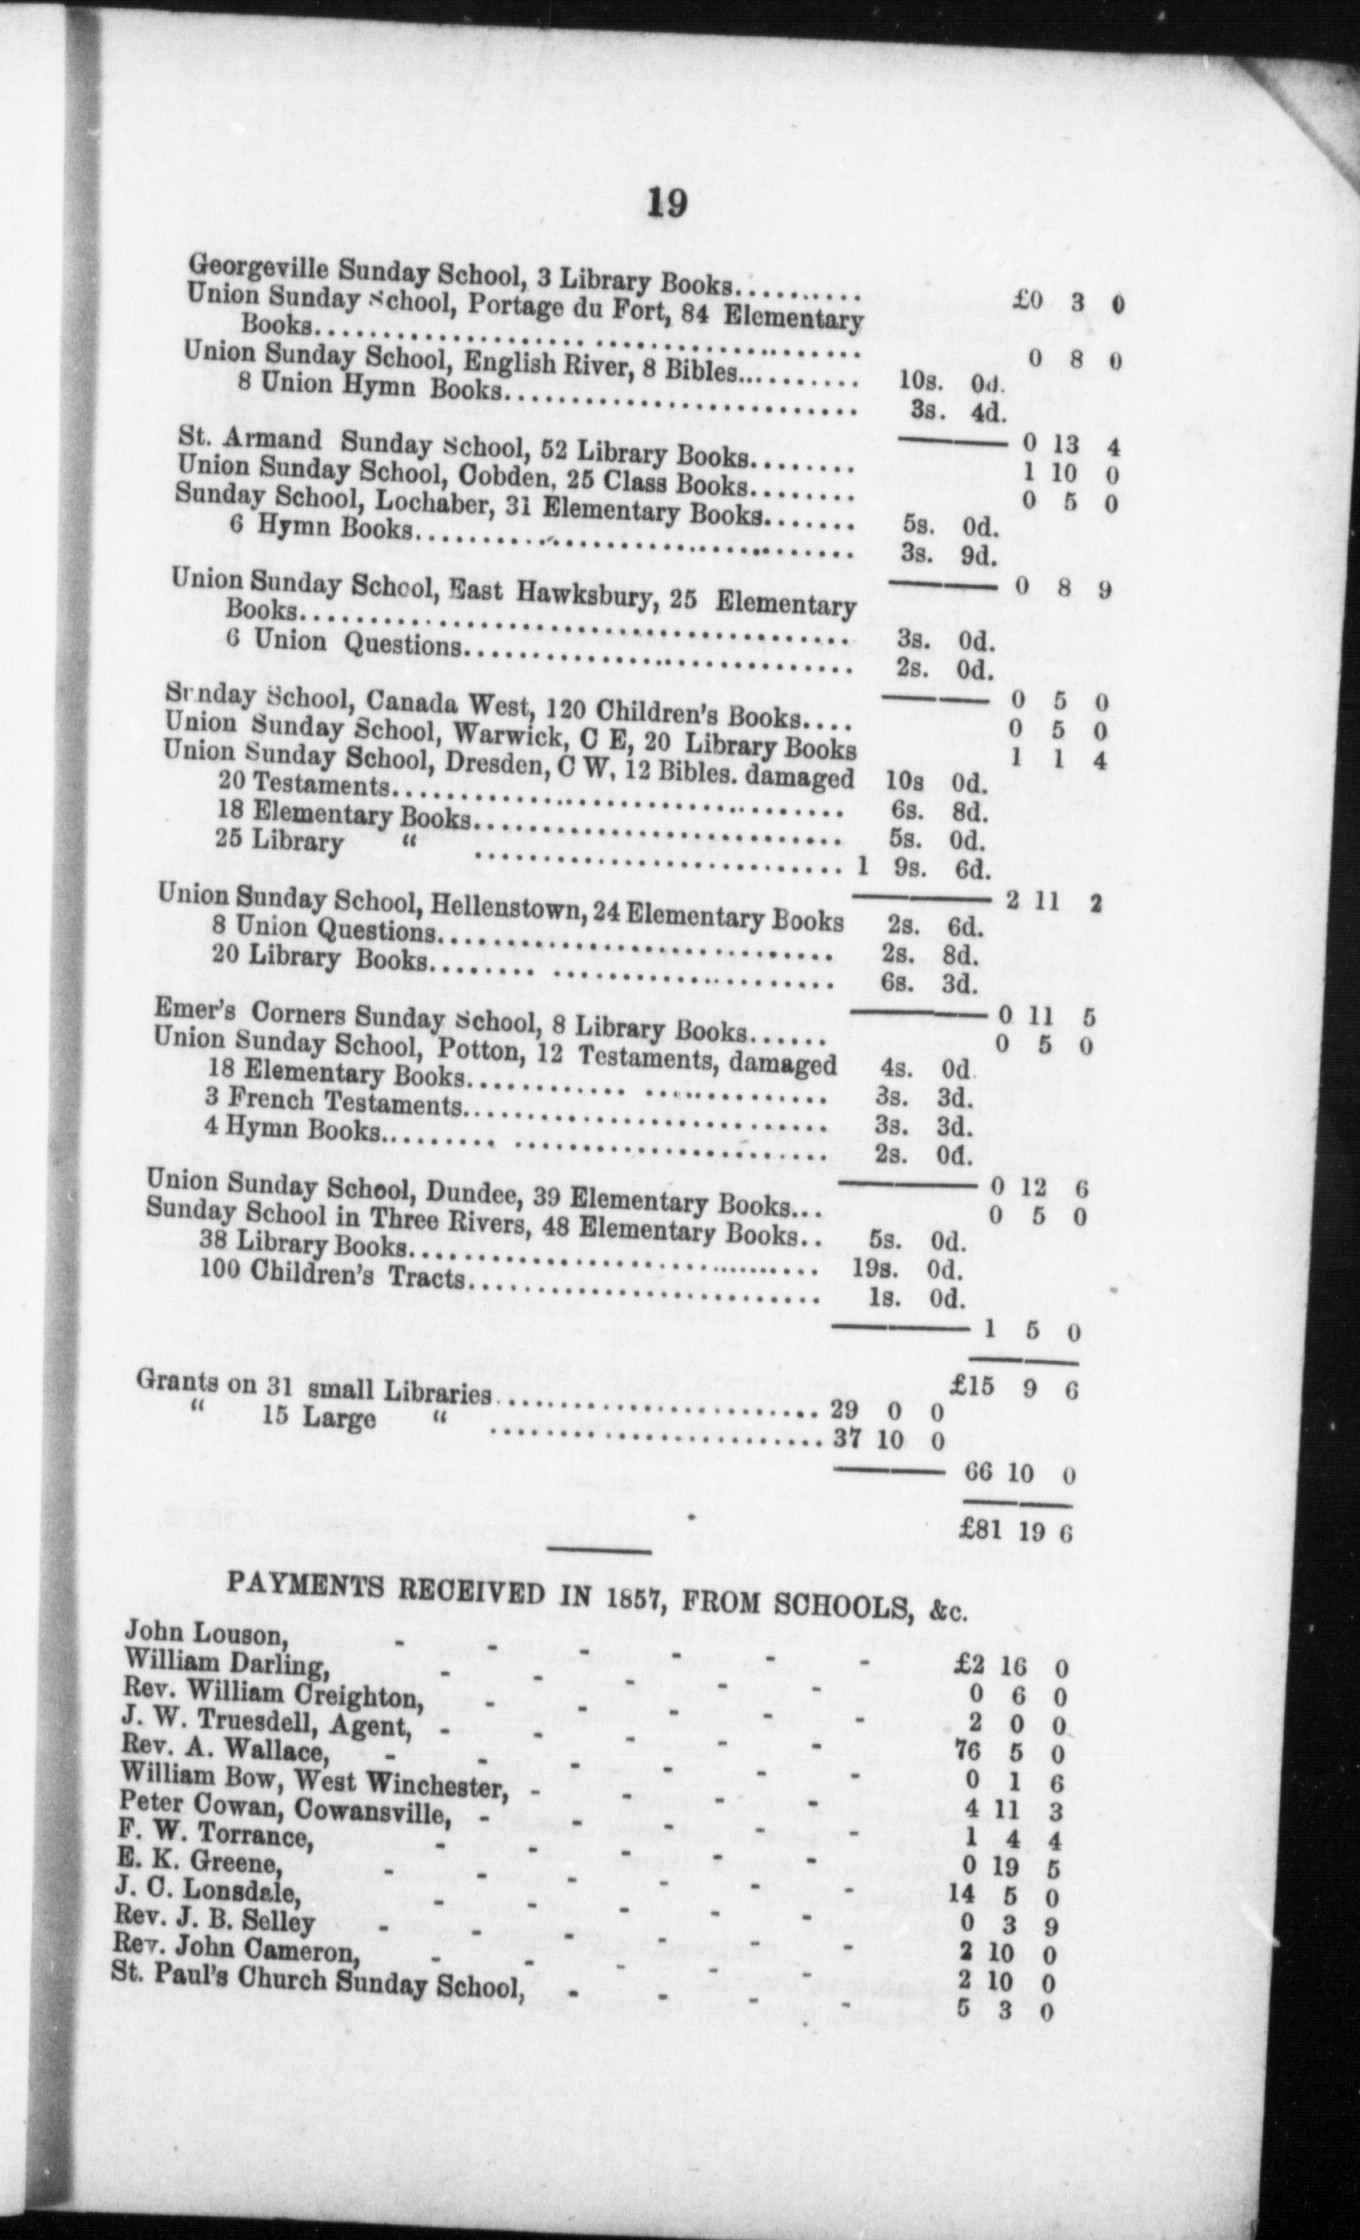 19
Georgeville Sunday School, 3 Library Books.......... £0 3 0
Union Sunday School, Portage du Fort, 84 Elementary
Books........................................ 0 8 0
Union Sunday School, English River, 8 Bibles........... 10s. 0d.
8 Union Hymn Books.......................... 3s. 4d.
0 13 4
St. Armand Sunday School, 52 Library Books........ 1 10 0
Union Sunday School, Cobden, 25 Class Books........ 0 5 0
Sunday School, Lochaber, 31 Elementary Books....... 5s. 0d.
6 Hymn Books................................ 3s. 9d.
0 8 9
Union Sunday School, East Hawksbury, 25 Elementary
Books........................................ 3s. 0d.
6 Union Questions............................. 2s. 0d.
0 5 0
Sunday School, Canada West, 120 Children's Books.... 0 5 0
Union Sunday School, Warwick, C E, 20 Library Books 1 1 4
Union Sunday School, Dresden, C W, 12 Bibles. damaged 10s 0d.
20 Testaments................................. 6s. 8d.
18 Elementary Books........................... 5s. 0d.
25 Library " ........................... 1 9s. 6d.
2 11 2
Union Sunday School, Hellenstown, 24 Elementary Books 2s. 6d.
8 Union Questions............................. 2s. 8d.
20 Library Books........ ..................... 6s. 3d.
0 11 5
Emer's Corners Sunday School, 8 Library Books...... 0 5 0
Union Sunday School, Potton, 12 Testaments, damaged 4s. 0d.
18 Elementary Books............ .............. 3s. 3d.
3 French Testaments........................... 3s. 3d.
4 Hymn Books......... ....................... 2s. 0d.
0 12 6
Union Sunday School, Dundee, 39 Elementary Books... 0 5 0
Sunday School in Three Rivers, 48 Elementary Books.. 5s. 0d.
38 Library Books.............................. 19s. 0d.
100 Children's Tracts.......................... 1s. 0d.
1 5 0
£15 9 6
Grants on 31 small Libraries........................ 29 0 0
" 15 Large " ......................... 37 10 0
66 10 0
£81 19 6
PAYMENTS RECEIVED IN 1857, FROM SCHOOLS, &c.
John Louson, - - - - - - £2 16 0
William Darling, - - - - - 0 6 0
Rev. William Creighton, - - - - - 2 0 0
J. W. Truesdell, Agent, - - - - - 76 5 0
Rev. A. Wallace, - - - - - - 0 1 6
William Bow, West Winchester, - - - - 4 11 3
Peter Cowan, Cowansville, - - - - - 1 4 4
F. W. Torrance, - - - - - 0 19 5
E. K. Greene, - - - - - - 14 5 0
J. C. Lonsdale, - - - - - 0 3 9
Rev. J. B. Selley - - - - - - 2 10 0
Rev. John Cameron, - - - - - 2 10 0
St. Paul's Church Sunday School, - - - - 5 3 0